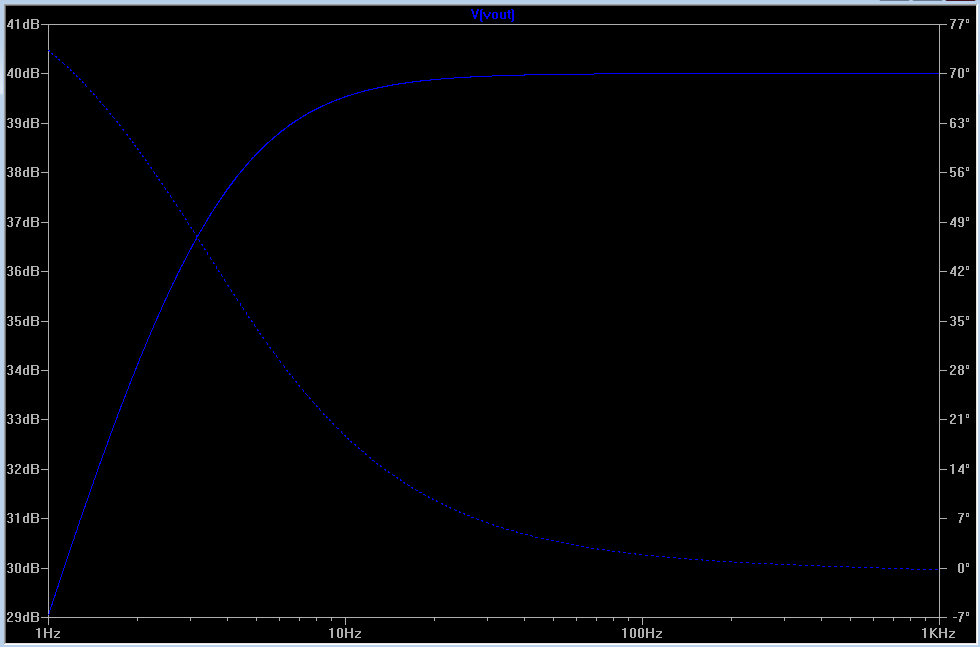 V[vout]
41dB 77°
40dB 70°
39dB 63°
38dB 56°
37dB 49°
36dB 42°
35dB 35°
34dB 28°
33dB 21°
32dB 14°
31dB 7°
30dB 0°
29dB -7°
1Hz 10Hz 100Hz 1KHz